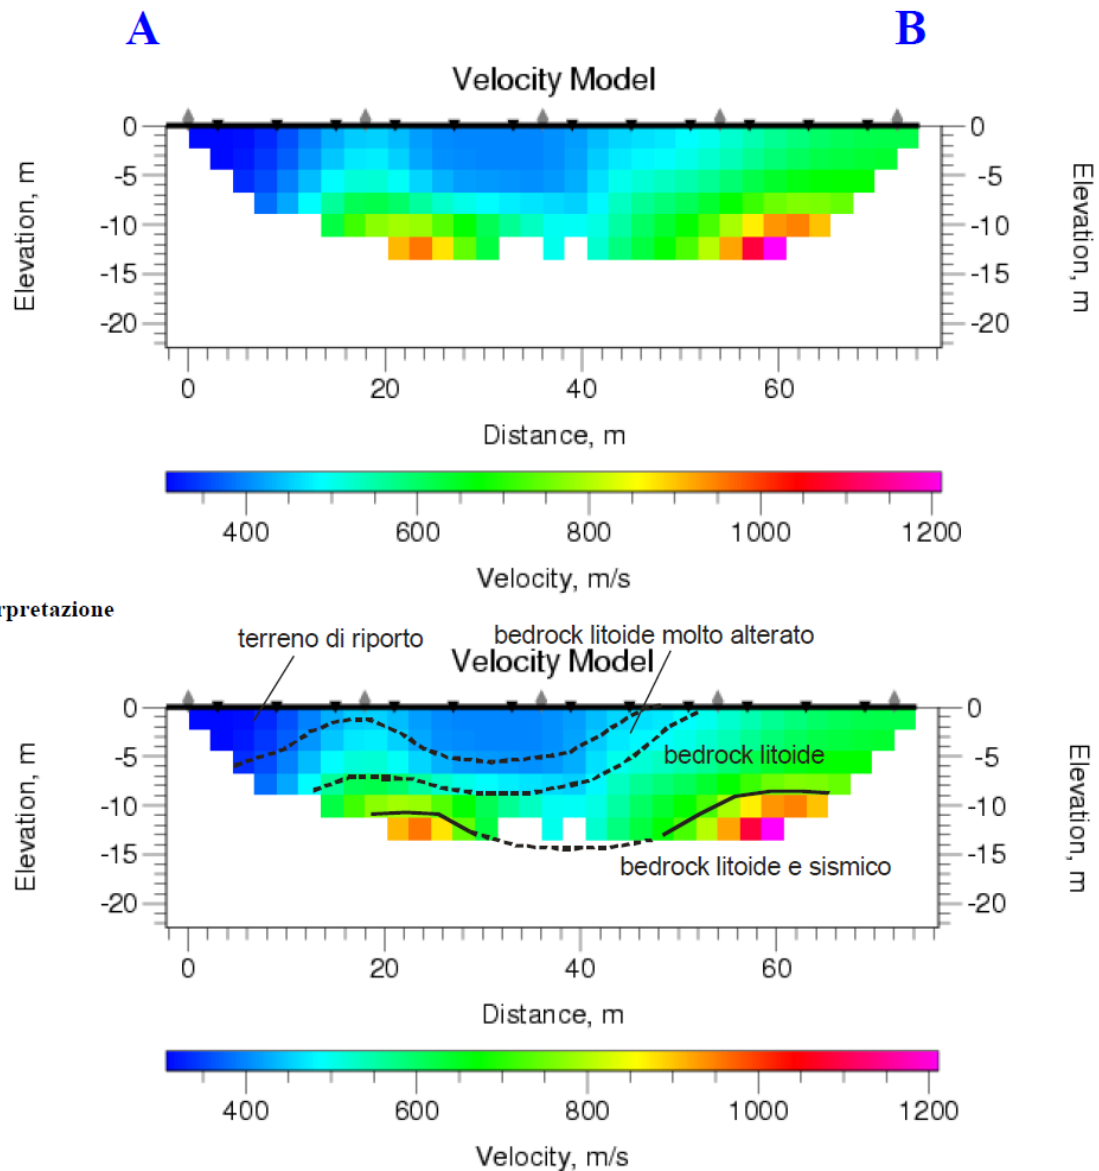 A B
Velocity Model
0 0
-5 -5
-10 -10
-15 -15
-20 -20
Elevation, m
Elevation, m
0 20 40 60
Distance, m
400 600 800 1000 1200
Velocity, m/s
rpretazione
terreno di riporto
bedrock litoide molto alterato
Velocity Model
0 0
-5 -5
bedrock litoide
-10 -10
-15 -15
bedrock litoide e sismico
-20 -20
Elevation, m
Elevation, m
0 20 40 60
Distance, m
400 600 800 1000 1200
Velocity, m/s